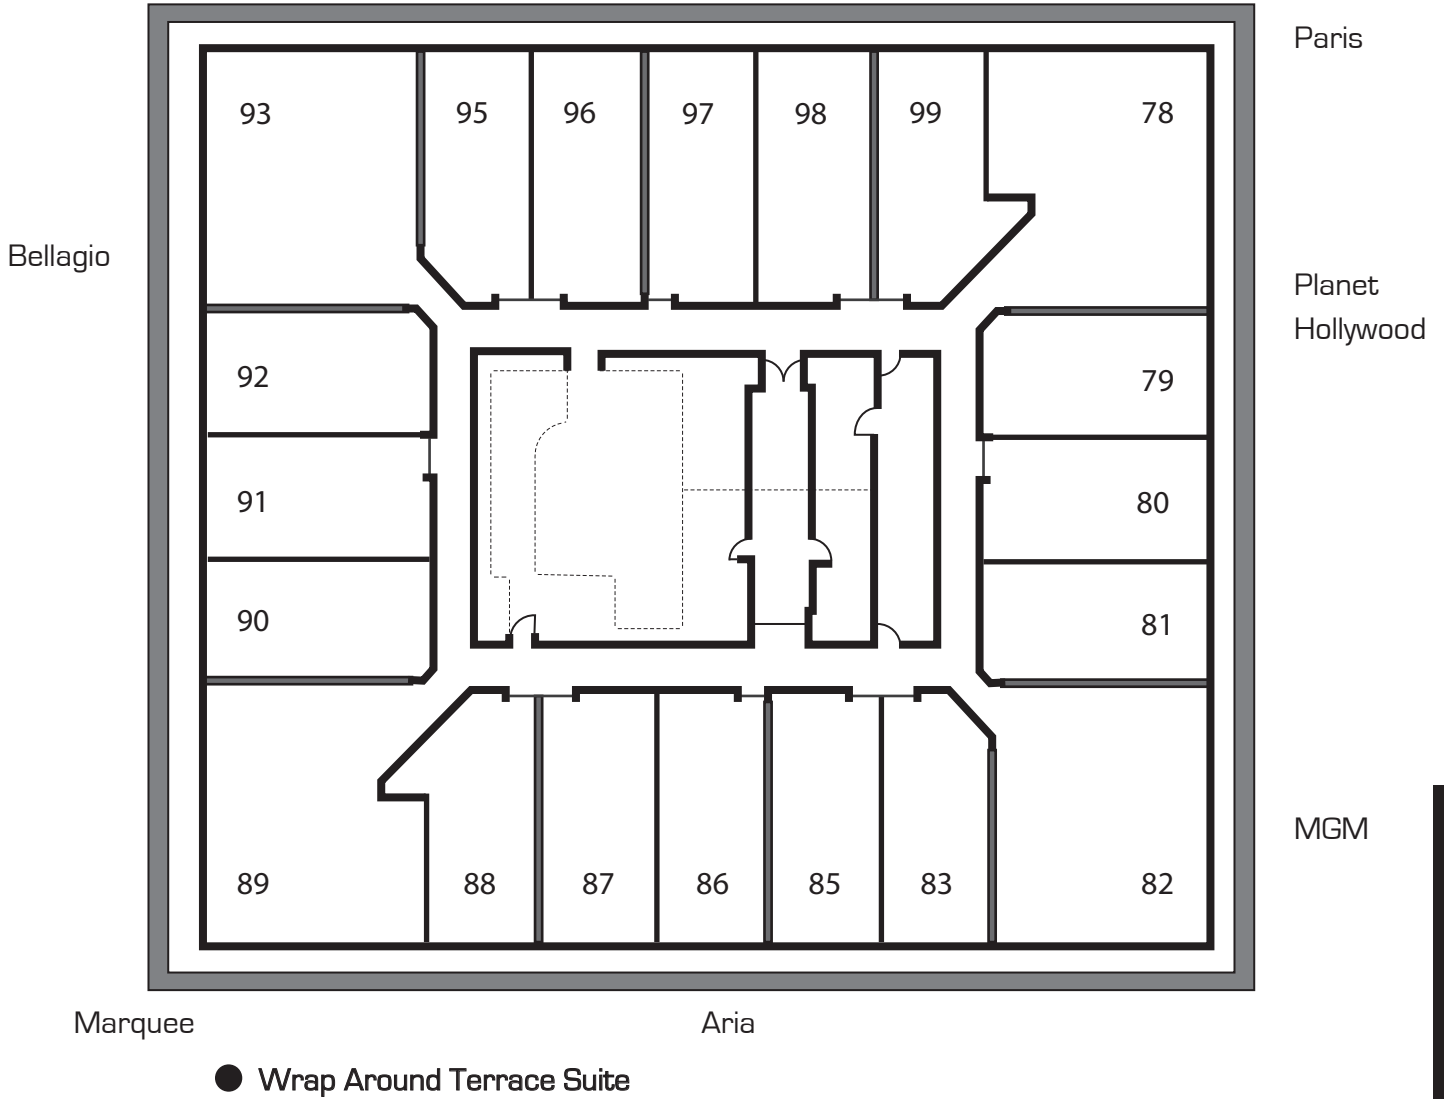 Paris
93 95 96 97 98 99 78
Bellagio
Planet
Hollywood
92 79
91 80
90 81
MGM
89 88 87 86 85 83 82
Marquee Aria
Wrap Around Terrace Suite